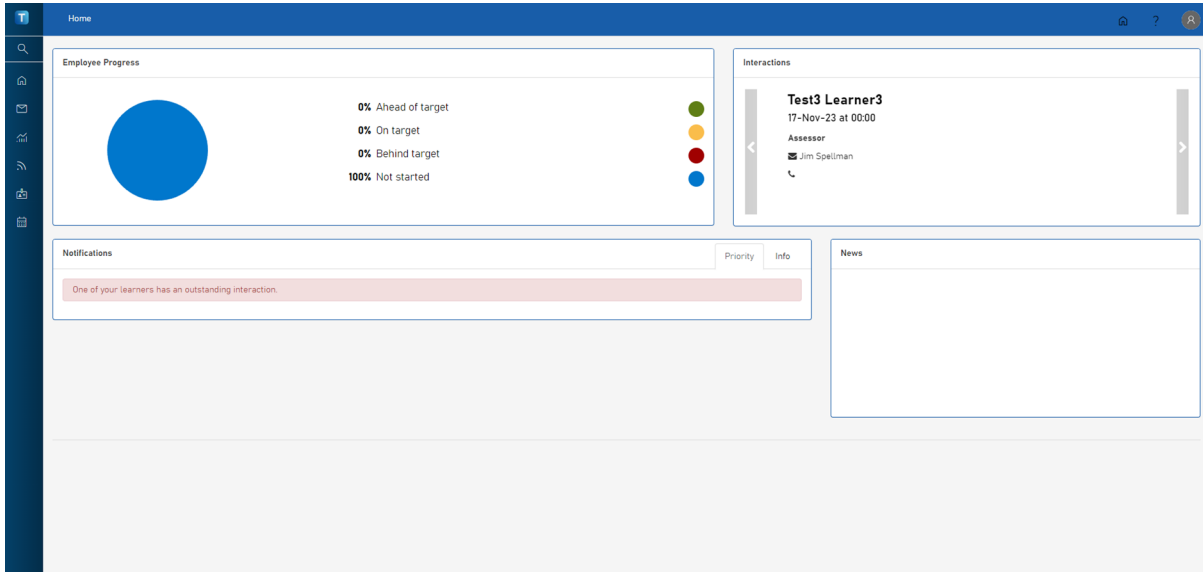 T
Home
?
Employee Progress
0% Ahead of target
0% On target
0% Behind target
100% Not started
Interactions
Test3 Learner3
17-Nov-23 at 00:00
Assessor
Jim Spellman
Notifications
Priority
Info
One of your learners has an outstanding interaction.
News